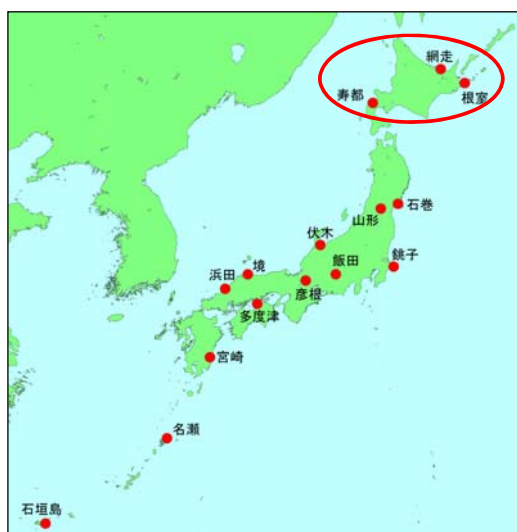 網走
寿都
根室
石巻
山形
伏木
銚子
飯田
境
浜田
彦根
多度津
宮崎
名瀬
石垣島